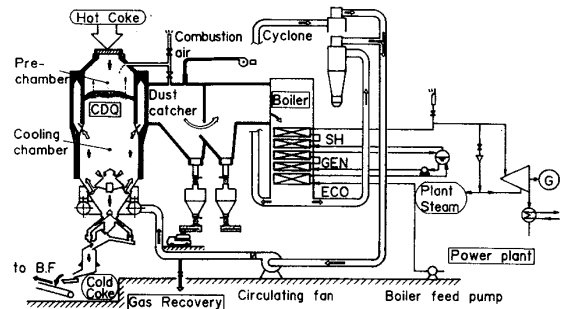 Hot Coke
Combustion
air
Cyclone
Pre-
chamber
CDQ
Dust
catcher
Boiler
Cooling
chamber
SH
GEN
ECO
Plant
Steam
G
Power plant
to B.F
Cold
Coke
Gas Recovery
Circulating fan
Boiler feed pump